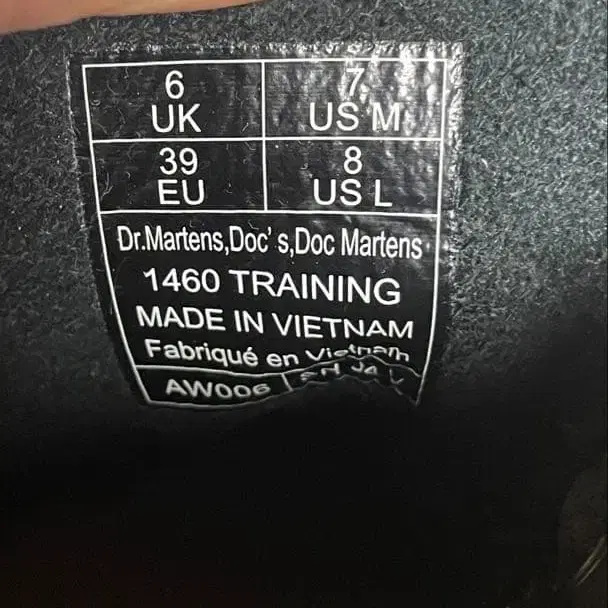 6 7
UK US M
39 8
EU US L
Dr.Martens,Doc's,Doc Martens
1460 TRAINING
MADE IN VIETNAM
Fabriqué en Vietnam
AW006